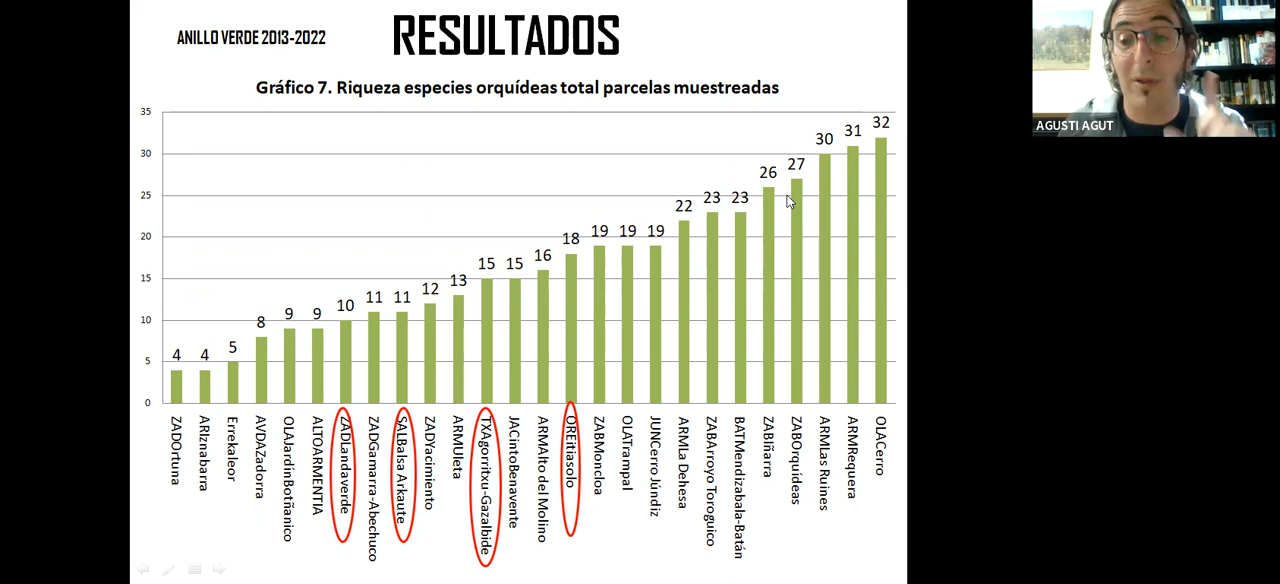 ANILLO VERDE 2013-2022
RESULTADOS
Gráfico 7. Riqueza especies orquídeas total parcelas muestreadas
35
30
25
20
15
10
5
0
4
4
5
8
9
9
10
11
11
12
13
15
15
16
18
19
19
19
22
23
23
26
27
30
31
32
ZADOrtuna
ARIznabarra
Errekaleor
AVDAZadorra
OLAJardínBotñanico
ALTOARMENTIA
ZADLandaverde
ZADGamarra-Abechuco
SALBalsa Arkaute
ZADYacimiento
ARMUleta
TXAgorritxu-Gazalbide
JACintoBenavente
ARMAlto del Molino
OREitiasolo
ZABMoncloa
OLATrampal
JUNCerro Júndiz
ARMLa Dehesa
ZABArroyo Toroguico
BATMendizabala-Batán
ZABIñarra
ZABOrquídeas
ARMLas Ruines
ARMRequera
OLACerro
AGUSTI AGUT